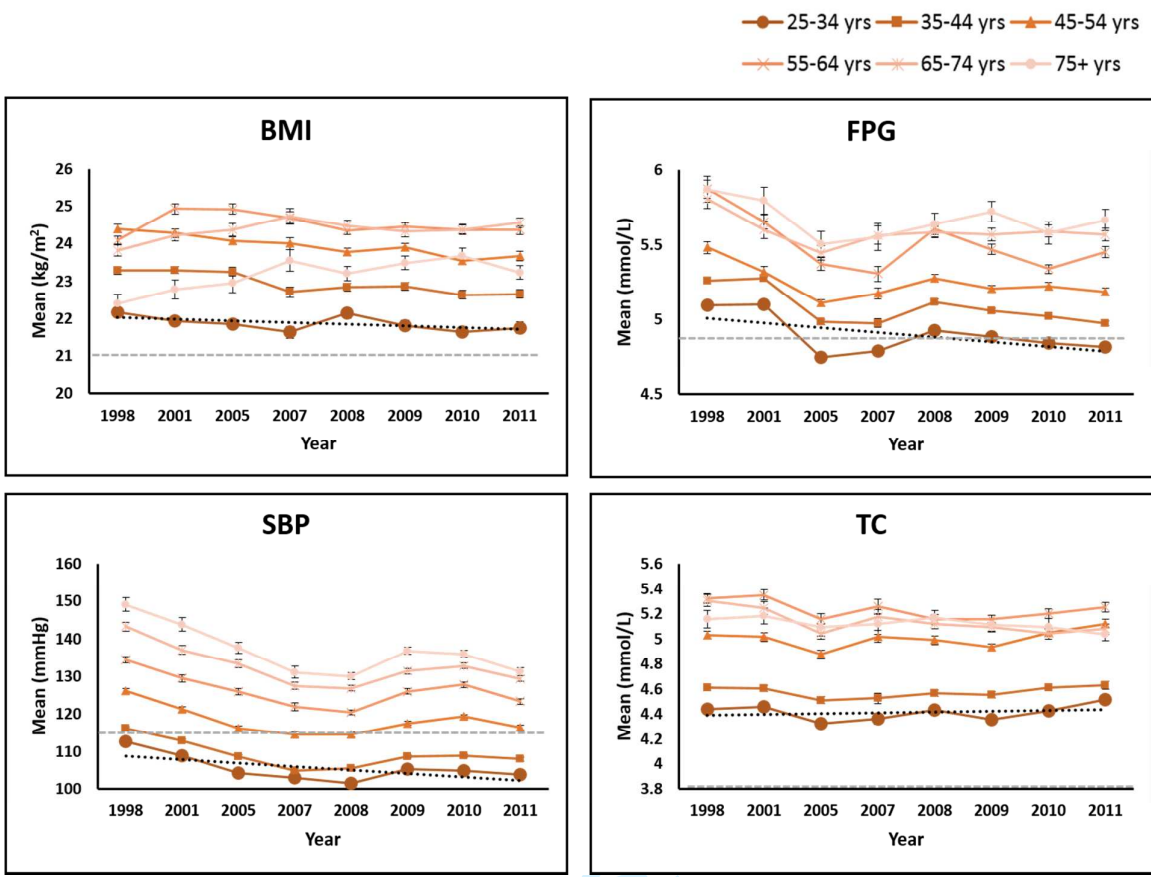 25-34 yrs 35-44 yrs 45-54 yrs
55-64 yrs 65-74 yrs 75+ yrs
BMI
Mean (kg/m²)
26
25
24
23
22
21
20
1998 2001 2005 2007 2008 2009 2010 2011
Year
FPG
Mean (mmol/L)
6
5.5
5
4.5
1998 2001 2005 2007 2008 2009 2010 2011
Year
SBP
Mean (mmHg)
160
150
140
130
120
110
100
1998 2001 2005 2007 2008 2009 2010 2011
Year
TC
Mean (mmol/L)
5.6
5.4
5.2
5
4.8
4.6
4.4
4.2
4
3.8
1998 2001 2005 2007 2008 2009 2010 2011
Year